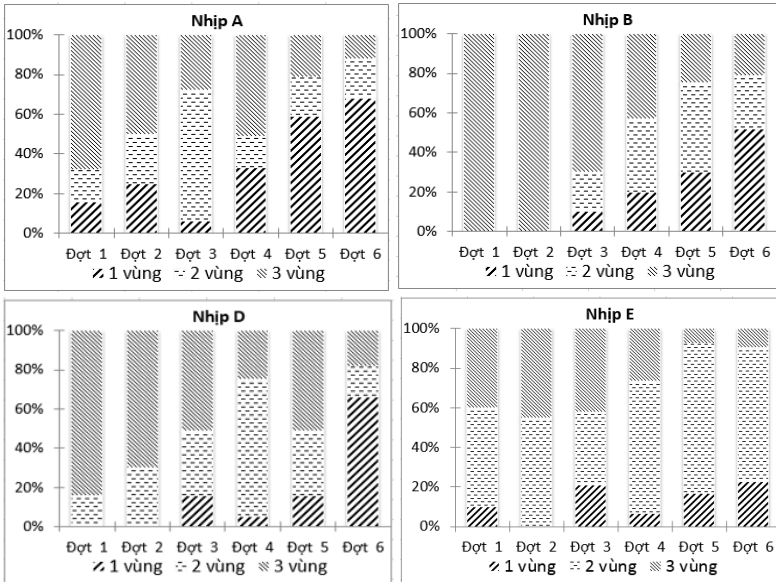 Nhịp A
100%
80%
60%
40%
20%
0%
Đợt 1 Đợt 2 Đợt 3 Đợt 4 Đợt 5 Đợt 6
1 vùng 2 vùng 3 vùng
Nhịp B
100%
80%
60%
40%
20%
0%
Đợt 1 Đợt 2 Đợt 3 Đợt 4 Đợt 5 Đợt 6
1 vùng 2 vùng 3 vùng
Nhịp D
100%
80%
60%
40%
20%
0%
Đợt 1 Đợt 2 Đợt 3 Đợt 4 Đợt 5 Đợt 6
1 vùng 2 vùng 3 vùng
Nhịp E
100%
80%
60%
40%
20%
0%
Đợt 1 Đợt 2 Đợt 3 Đợt 4 Đợt 5 Đợt 6
1 vùng 2 vùng 3 vùng